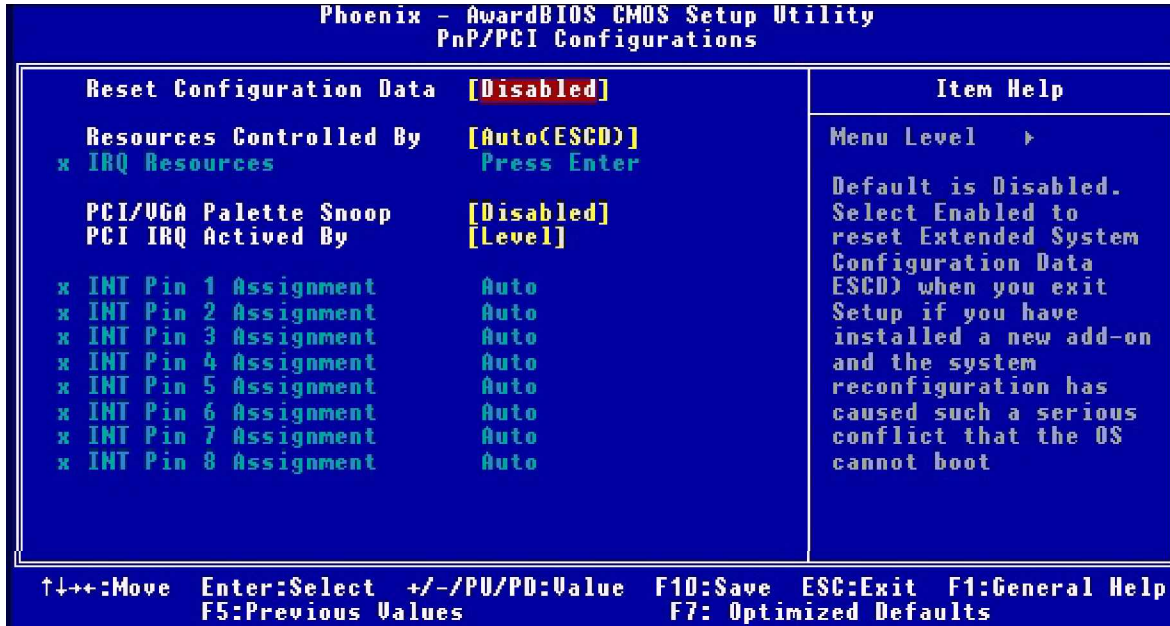 Phoenix - AwardBIOS CMOS Setup Utility
PnP/PCI Configurations
Reset Configuration Data [Disabled]
Resources Controlled By [Auto(ESCD)]
x IRQ Resources Press Enter
PCI/VGA Palette Snoop [Disabled]
PCI IRQ Actived By [Level]
x INT Pin 1 Assignment Auto
x INT Pin 2 Assignment Auto
x INT Pin 3 Assignment Auto
x INT Pin 4 Assignment Auto
x INT Pin 5 Assignment Auto
x INT Pin 6 Assignment Auto
x INT Pin 7 Assignment Auto
x INT Pin 8 Assignment Auto
Item Help
Menu Level ▸
Default is Disabled.
Select Enabled to
reset Extended System
Configuration Data
ESCD) when you exit
Setup if you have
installed a new add-on
and the system
reconfiguration has
caused such a serious
conflict that the OS
cannot boot
↑↓→←:Move Enter:Select +/-/PU/PD:Value F10:Save ESC:Exit F1:General Help
F5:Previous Values F7: Optimized Defaults